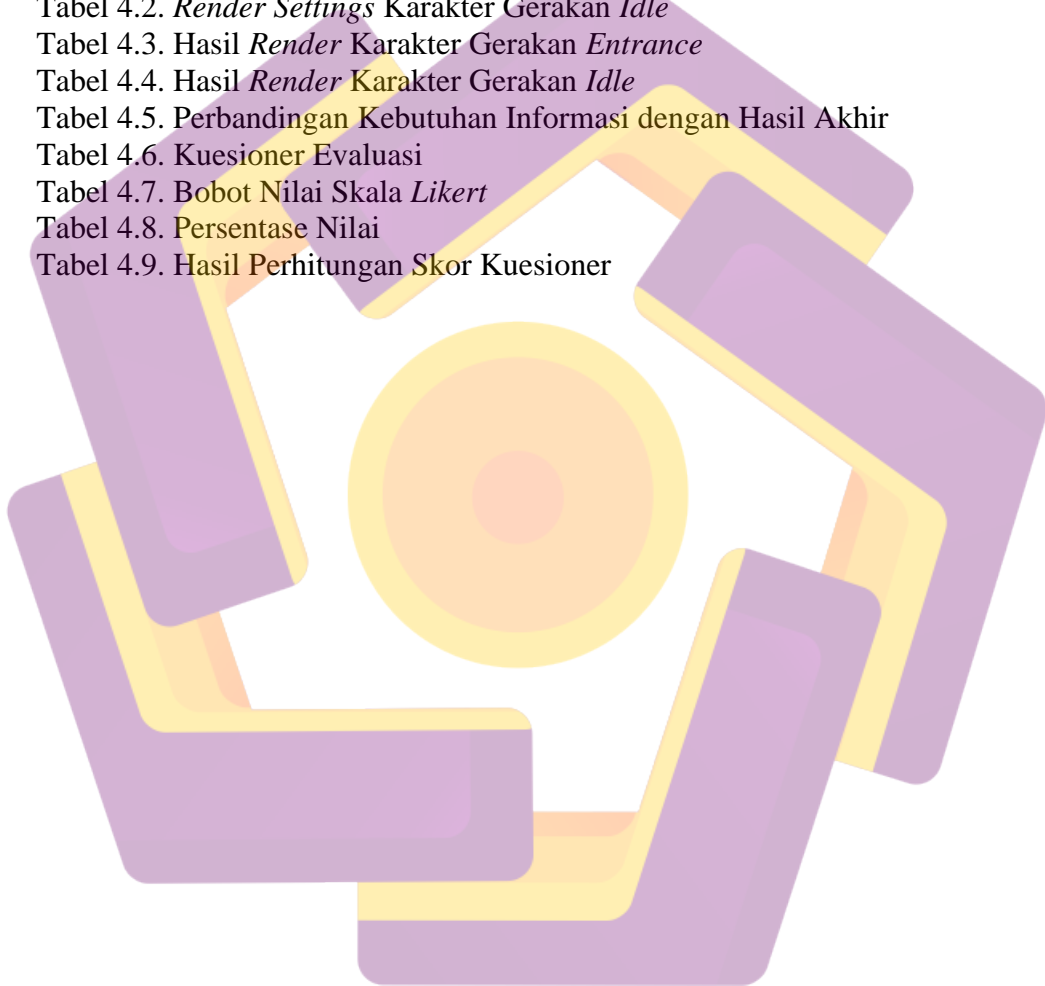 Tabel 4.2. Render Settings Karakter Gerakan Idle
Tabel 4.3. Hasil Render Karakter Gerakan Entrance
Tabel 4.4. Hasil Render Karakter Gerakan Idle
Tabel 4.5. Perbandingan Kebutuhan Informasi dengan Hasil Akhir
Tabel 4.6. Kuesioner Evaluasi
Tabel 4.7. Bobot Nilai Skala Likert
Tabel 4.8. Persentase Nilai
Tabel 4.9. Hasil Perhitungan Skor Kuesioner